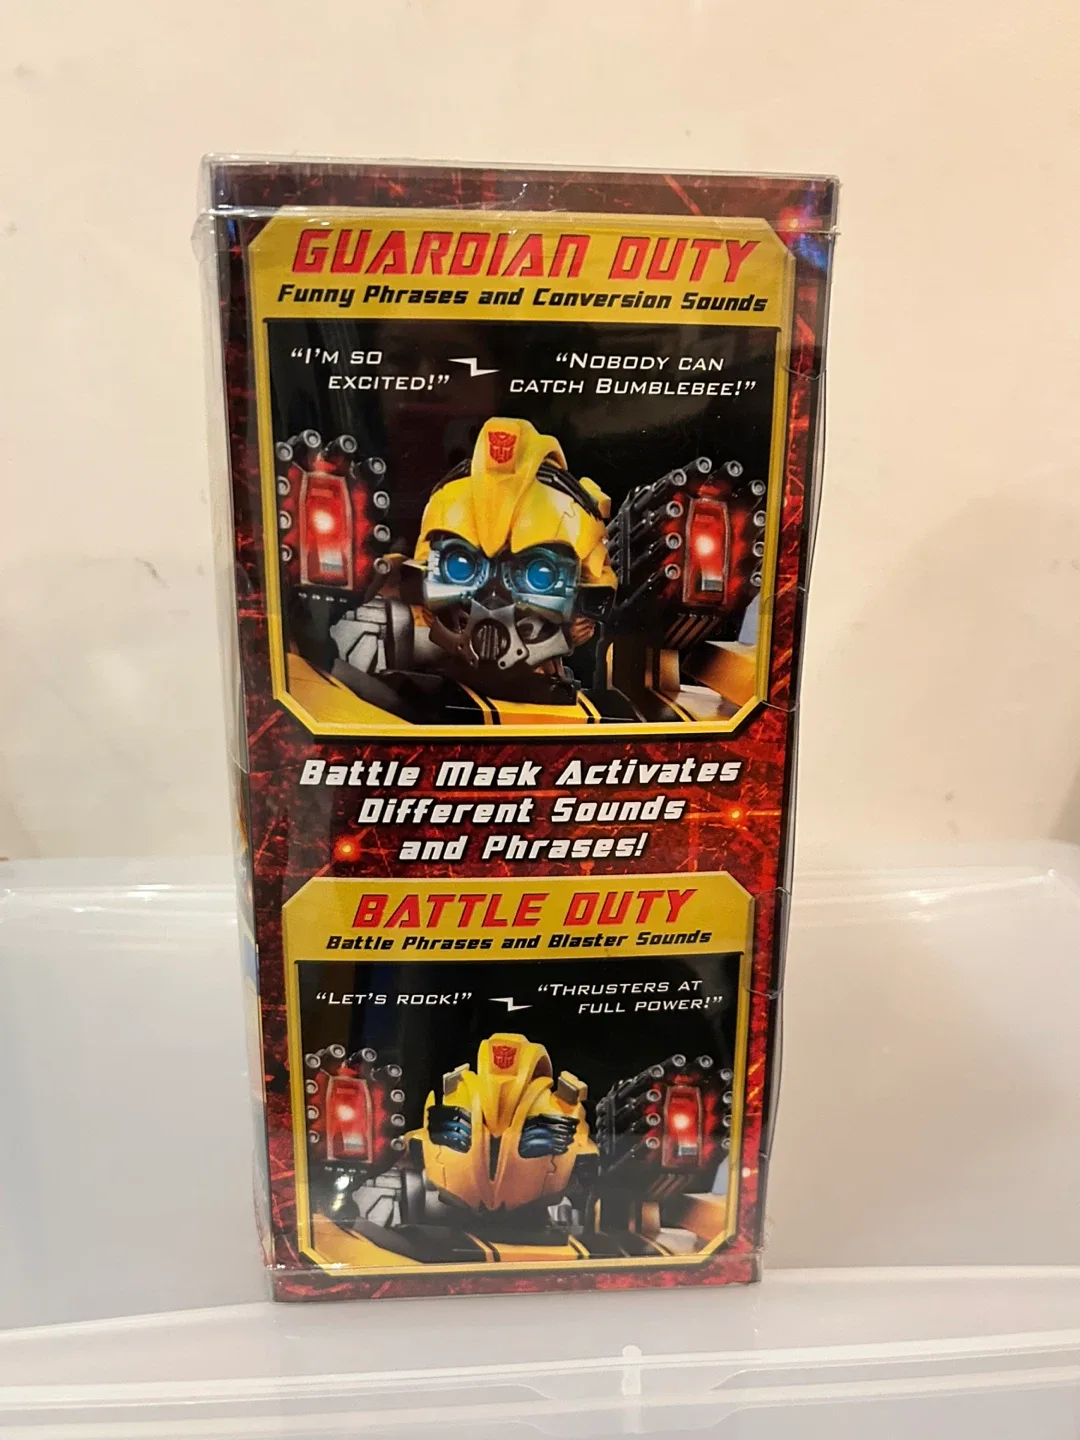 GUARDIAN DUTY
Funny Phrases and Conversion Sounds
"I'M SO
EXCITED!"
"NOBODY CAN
CATCH BUMBLEBEE!"
Battle Mask Activates
Different Sounds
and Phrases!
BATTLE DUTY
Battle Phrases and Blaster Sounds
"LET'S ROCK!"
"THRUSTERS AT
FULL POWER!"